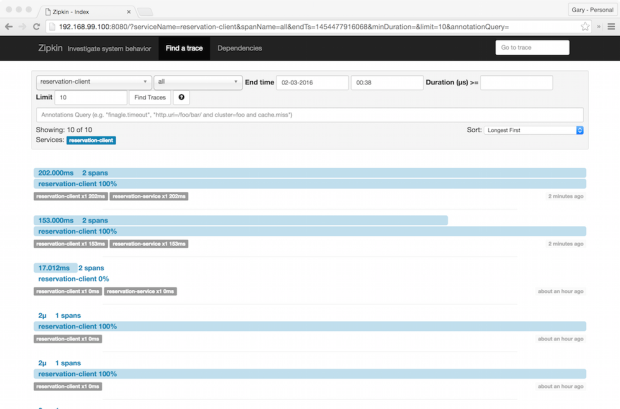 Zipkin - Index
Gary - Personal
192.168.99.100:8080/?serviceName=reservation-client&spanName=all&endTs=1454477916068&minDuration=&limit=10&annotationQuery=
Zipkin Investigate system behavior Find a trace Dependencies Go to trace
reservation-client all End time 02-03-2016 00:38 Duration (μs) >=
Limit 10 Find Traces
Annotations Query (e.g. "finagle.timeout", "http.uri=/foo/bar/ and cluster=foo and cache.miss")
Showing: 10 of 10 Sort: Longest First
Services: reservation-client
202.000ms 2 spans
reservation-client 100%
reservation-client x1 202ms reservation-service x1 202ms 2 minutes ago
153.000ms 2 spans
reservation-client 100%
reservation-client x1 153ms reservation-service x1 153ms 2 minutes ago
17.012ms 2 spans
reservation-client 0%
reservation-client x1 0ms reservation-service x1 0ms about an hour ago
2μ 1 spans
reservation-client 100%
reservation-client x1 0ms about an hour ago
2μ 1 spans
reservation-client 100%
reservation-client x1 0ms about an hour ago